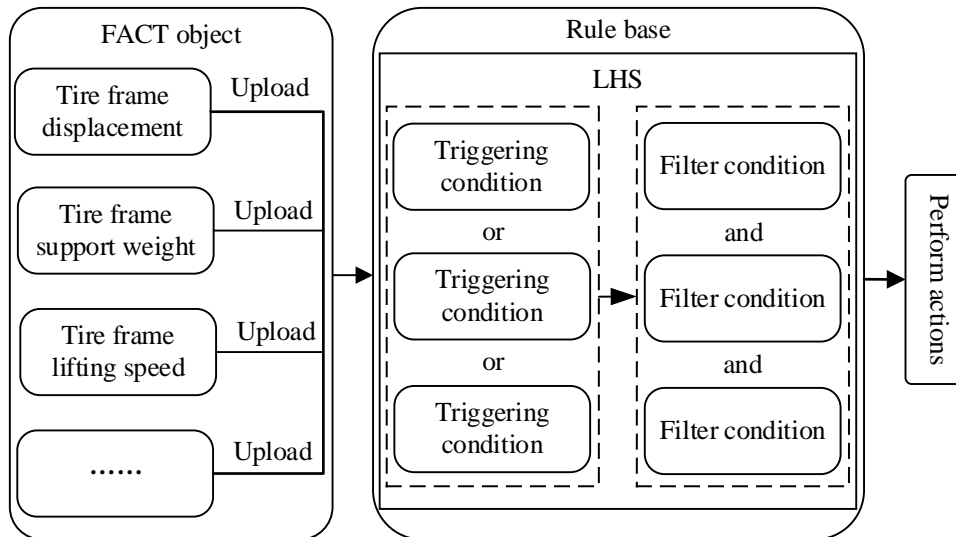 FACT object
Tire frame
displacement
Upload
Tire frame
support weight
Upload
Tire frame
lifting speed
Upload
......
Upload
Rule base
LHS
Triggering
condition
or
Triggering
condition
or
Triggering
condition
Filter condition
and
Filter condition
and
Filter condition
Perform actions